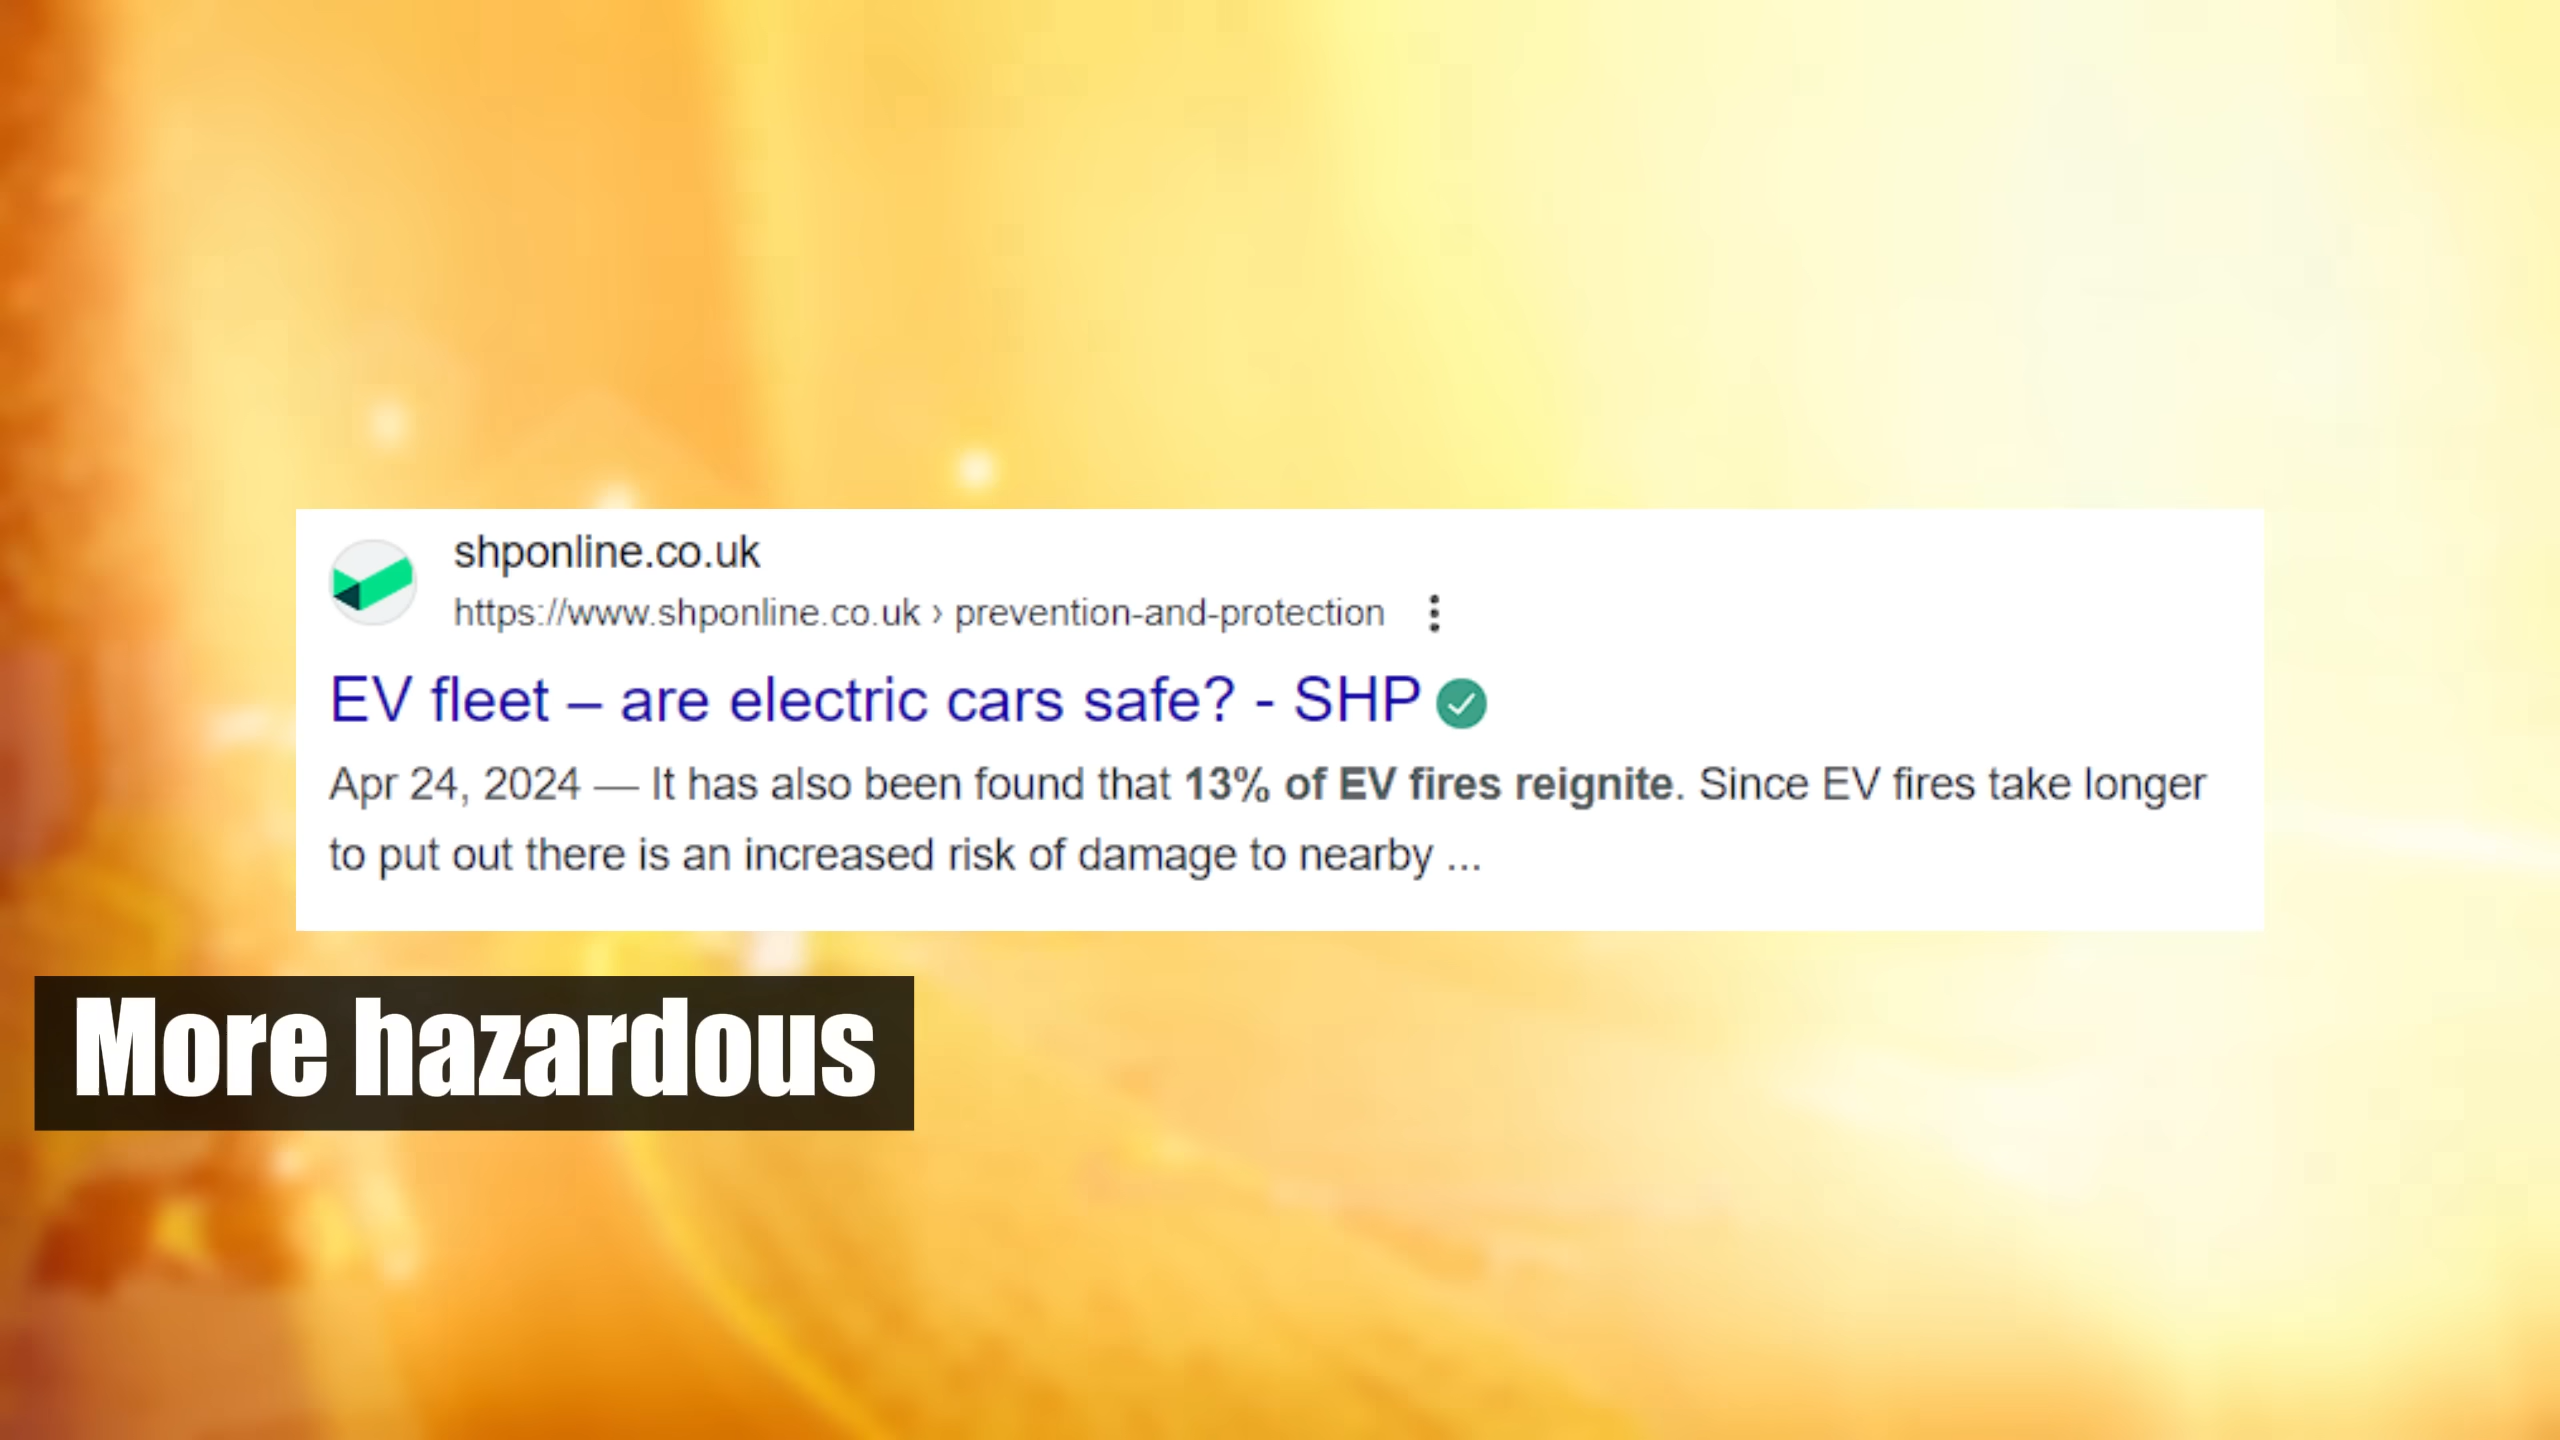 shponline.co.uk
https://www.shponline.co.uk › prevention-and-protection
EV fleet – are electric cars safe? - SHP
Apr 24, 2024 — It has also been found that 13% of EV fires reignite. Since EV fires take longer
to put out there is an increased risk of damage to nearby ...
More hazardous